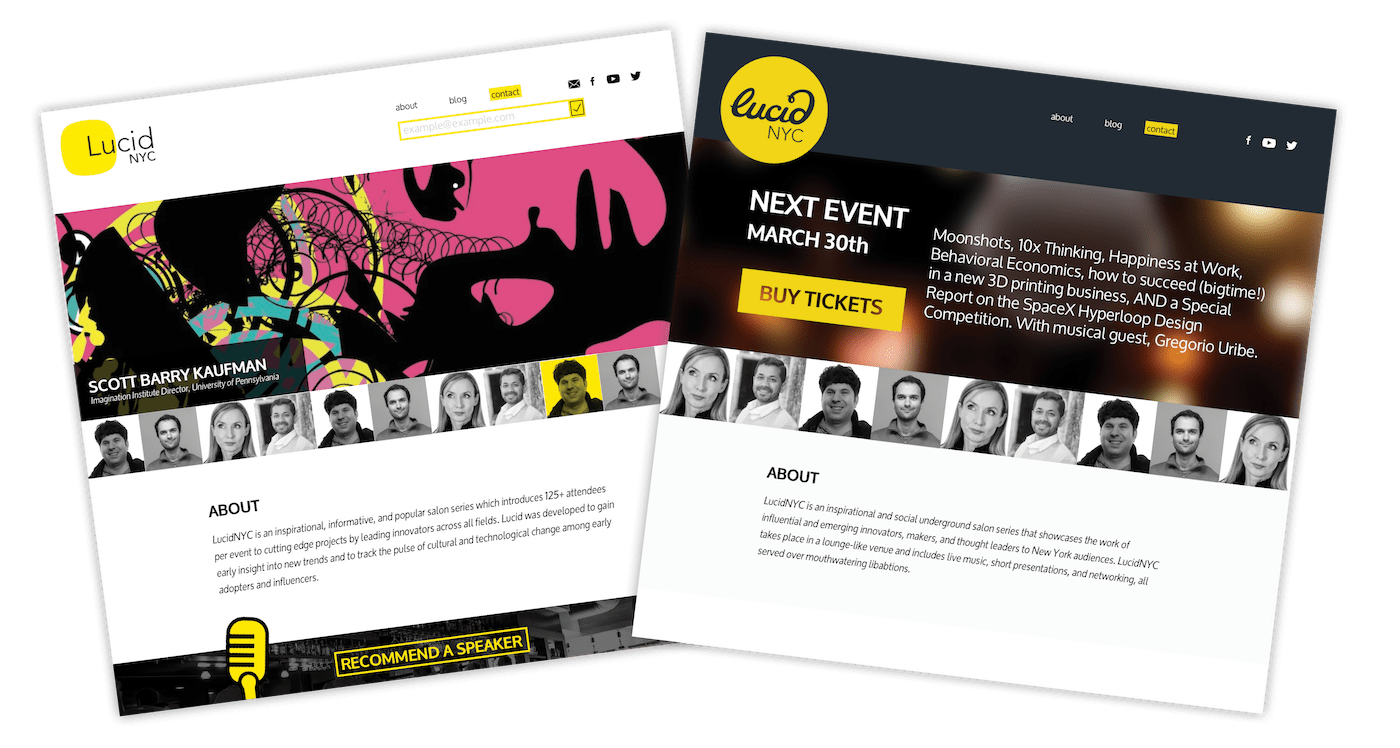 Lucid
NYC
about
blog
contact
example@example.com
SCOTT BARRY KAUFMAN
Imagination Institute Director, University of Pennsylvania
ABOUT
LucidNYC is an inspirational, informative, and popular salon series which introduces 125+ attendees
per event to cutting edge projects by leading innovators across all fields. Lucid was developed to gain
early insight into new trends and to track the pulse of cultural and technological change among early
adopters and influencers.
RECOMMEND A SPEAKER
lucid
NYC
about
blog
contact
NEXT EVENT
MARCH 30th
BUY TICKETS
Moonshots, 10x Thinking, Happiness at Work,
Behavioral Economics, how to succeed (bigtime!)
in a new 3D printing business, AND a Special
Report on the SpaceX Hyperloop Design
Competition. With musical guest, Gregorio Uribe.
ABOUT
LucidNYC is an inspirational and social underground salon series that showcases the work of
influential and emerging innovators, makers, and thought leaders to New York audiences. LucidNYC
takes place in a lounge-like venue and includes live music, short presentations, and networking, all
served over mouthwatering libabtions.